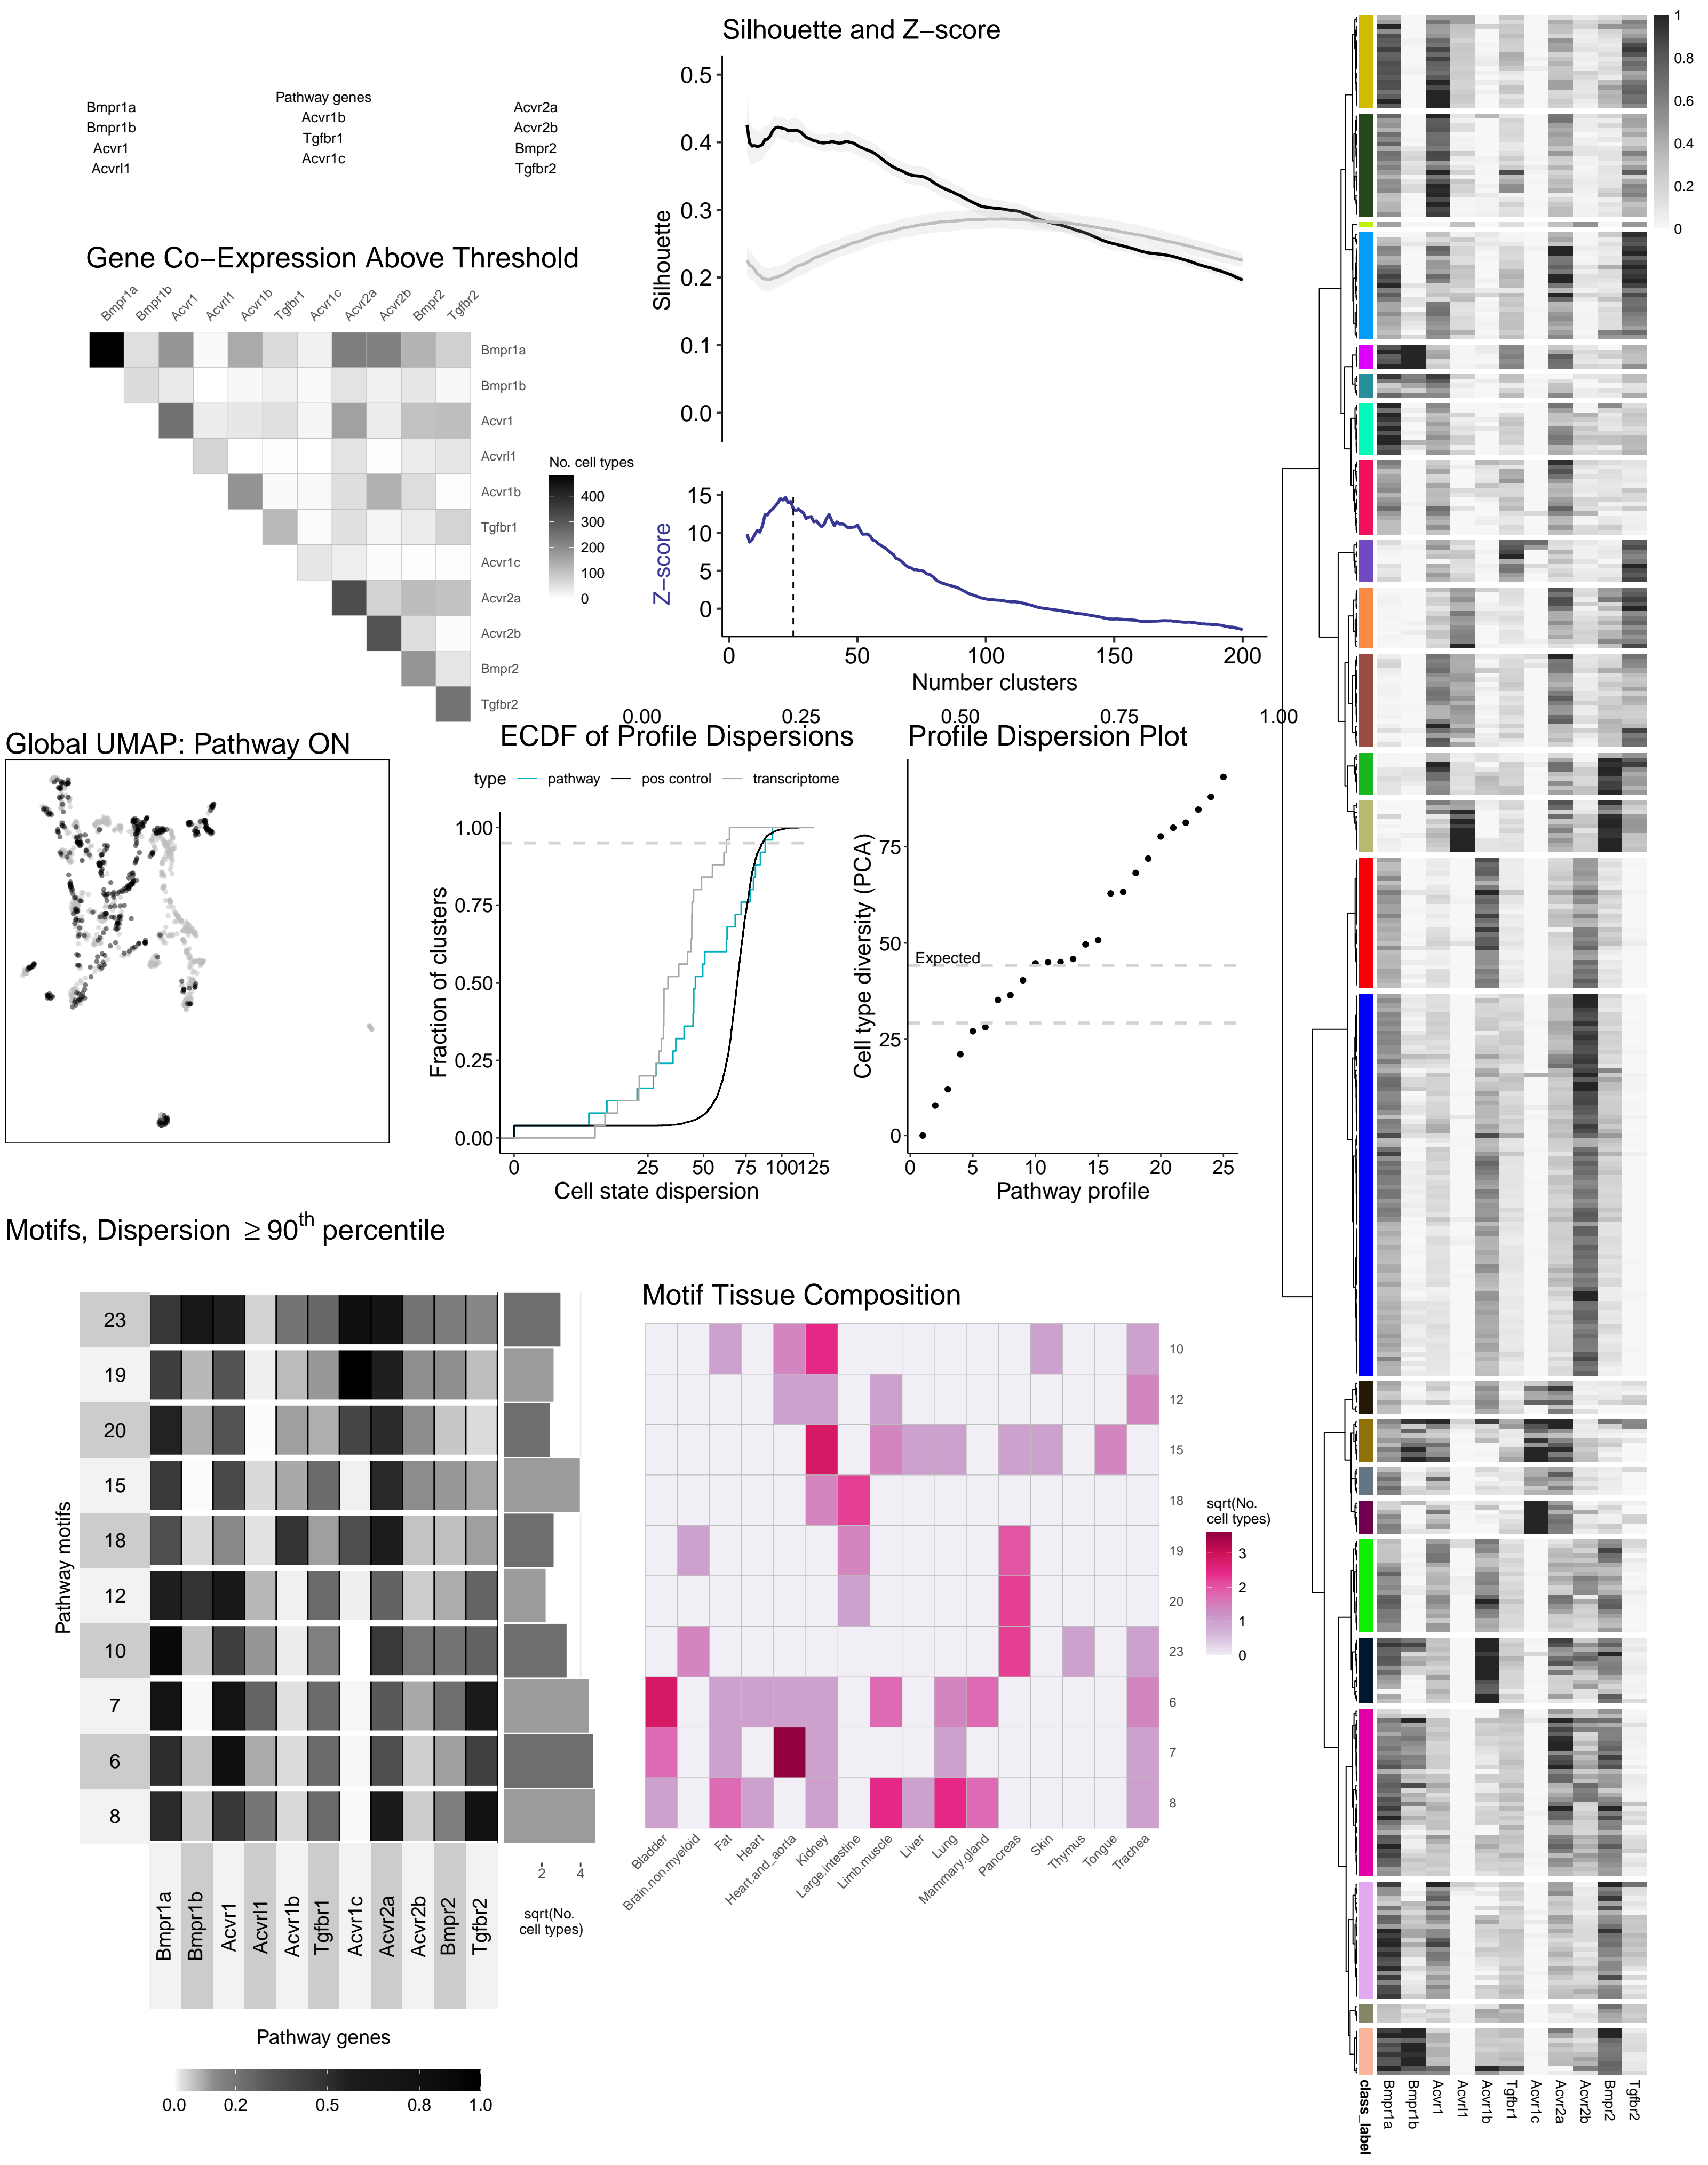 Pathway genes
Bmpr1a
Bmpr1b
Acvr1
Acvrl1
Acvr1b
Tgfbr1
Acvr1c
Acvr2a
Acvr2b
Bmpr2
Tgfbr2
Gene Co−Expression Above Threshold
Bmpr1a
Bmpr1b
Acvr1
Acvrl1
Acvr1b
Tgfbr1
Acvr1c
Acvr2a
Acvr2b
Bmpr2
Tgfbr2
Bmpr1a
Bmpr1b
Acvr1
Acvrl1
Acvr1b
Tgfbr1
Acvr1c
Acvr2a
Acvr2b
Bmpr2
Tgfbr2
No. cell types
400
300
200
100
0
Silhouette and Z−score
Silhouette
0.5
0.4
0.3
0.2
0.1
0.0
Z−score
15
10
5
0
0 50 100 150 200
Number clusters
0.00 0.25 0.50 0.75 1.00
Global UMAP: Pathway ON
ECDF of Profile Dispersions
type pathway pos control transcriptome
Fraction of clusters
1.00
0.75
0.50
0.25
0.00
0 25 50 75 100 125
Cell state dispersion
Profile Dispersion Plot
Cell type diversity (PCA)
75
50
25
0
Expected
0 5 10 15 20 25
Pathway profile
Motifs, Dispersion ≥ 90th percentile
Pathway motifs
23
19
20
15
18
12
10
7
6
8
Bmpr1a
Bmpr1b
Acvr1
Acvrl1
Acvr1b
Tgfbr1
Acvr1c
Acvr2a
Acvr2b
Bmpr2
Tgfbr2
2 4
sqrt(No.
cell types)
Pathway genes
0.0 0.2 0.5 0.8 1.0
Motif Tissue Composition
10
12
15
18
19
20
23
6
7
8
Bladder
Brain.non.myeloid
Fat
Heart
Heart.and_aorta
Kidney
Large.intestine
Limb.muscle
Liver
Lung
Mammary.gland
Pancreas
Skin
Thymus
Tongue
Trachea
sqrt(No.
cell types)
3
2
1
0
1
0.8
0.6
0.4
0.2
0
class_label
Bmpr1a
Bmpr1b
Acvr1
Acvrl1
Acvr1b
Tgfbr1
Acvr1c
Acvr2a
Acvr2b
Bmpr2
Tgfbr2